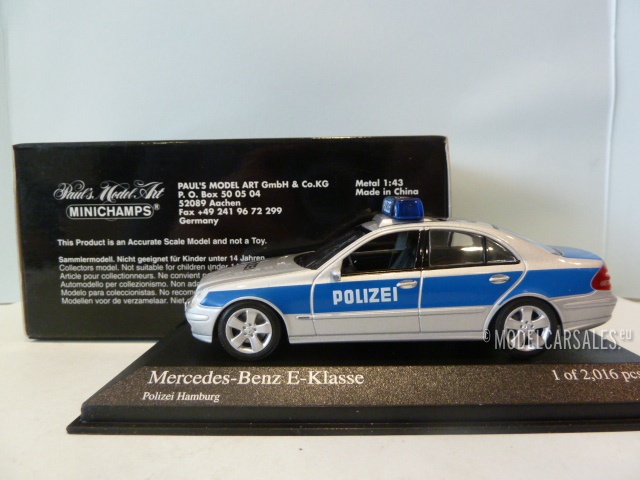 Paul's Model Art
MINICHAMPS®
PAUL'S MODEL ART GmbH & Co.KG
P. O. Box 50 05 04
52089 Aachen
Fax +49 241 96 72 299
Germany
Metal 1:43
Made in China
This Product is an Accurate Scale Model and not a Toy.
Sammlermodell. Nicht geeignet für Kinder unter 14 Jahren.
Collectors model. Not suitable for children under
Article pour collectionneurs. Ne convient
Automodello per collezionismo. Non
Modelo para coleccionistas. No
Modellen voor de verzamelaar. Niet
POLIZEI
© MODELCARSALES.eu
Mercedes-Benz E-Klasse
Polizei Hamburg
1 of 2,016 pcs